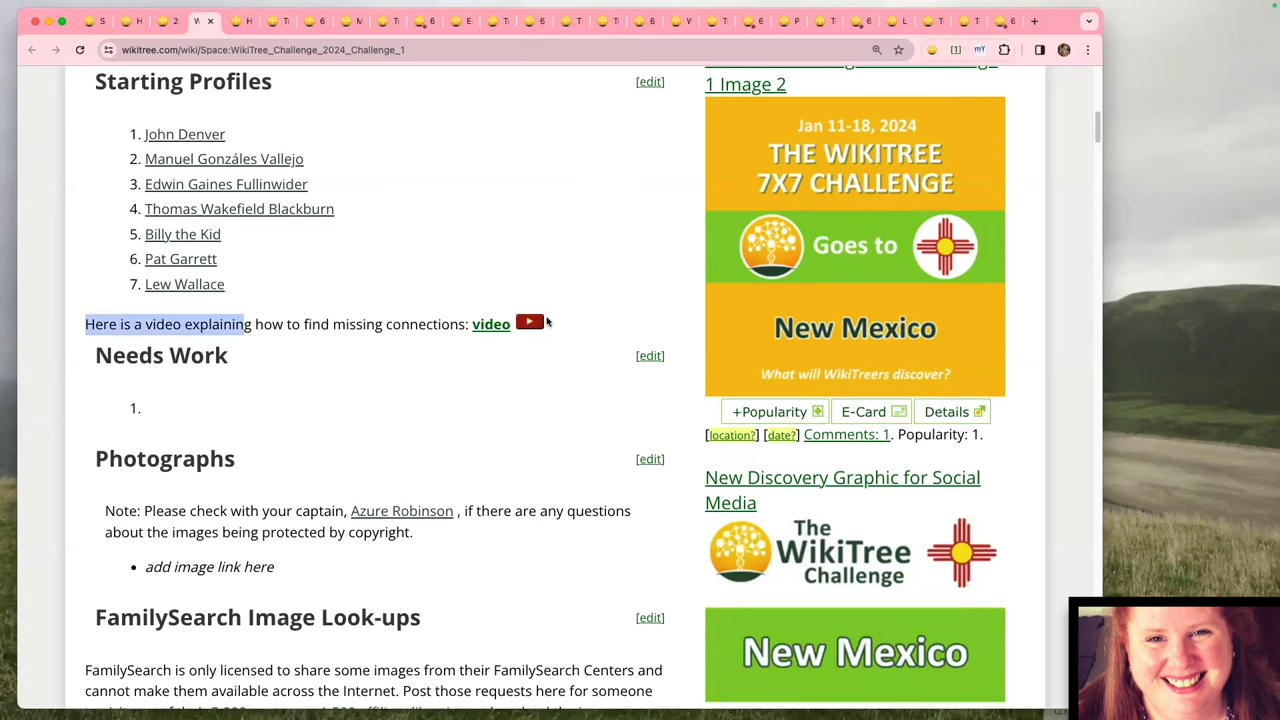 wikitree.com/wiki/Space:WikiTree_Challenge_2024_Challenge_1
Starting Profiles
[edit]
1. John Denver
2. Manuel Gonzáles Vallejo
3. Edwin Gaines Fullinwider
4. Thomas Wakefield Blackburn
5. Billy the Kid
6. Pat Garrett
7. Lew Wallace
Here is a video explaining how to find missing connections: video
Needs Work
[edit]
1.
Photographs
[edit]
Note: Please check with your captain, Azure Robinson , if there are any questions
about the images being protected by copyright.
• add image link here
FamilySearch Image Look-ups
[edit]
FamilySearch is only licensed to share some images from their FamilySearch Centers and
cannot make them available across the Internet. Post those requests here for someone
1 Image 2
Jan 11-18, 2024
THE WIKITREE
7X7 CHALLENGE
Goes to
New Mexico
What will WikiTreers discover?
+Popularity
E-Card
Details
[location?] [date?] Comments: 1. Popularity: 1.
New Discovery Graphic for Social
Media
The
WikiTree
Challenge
New Mexico